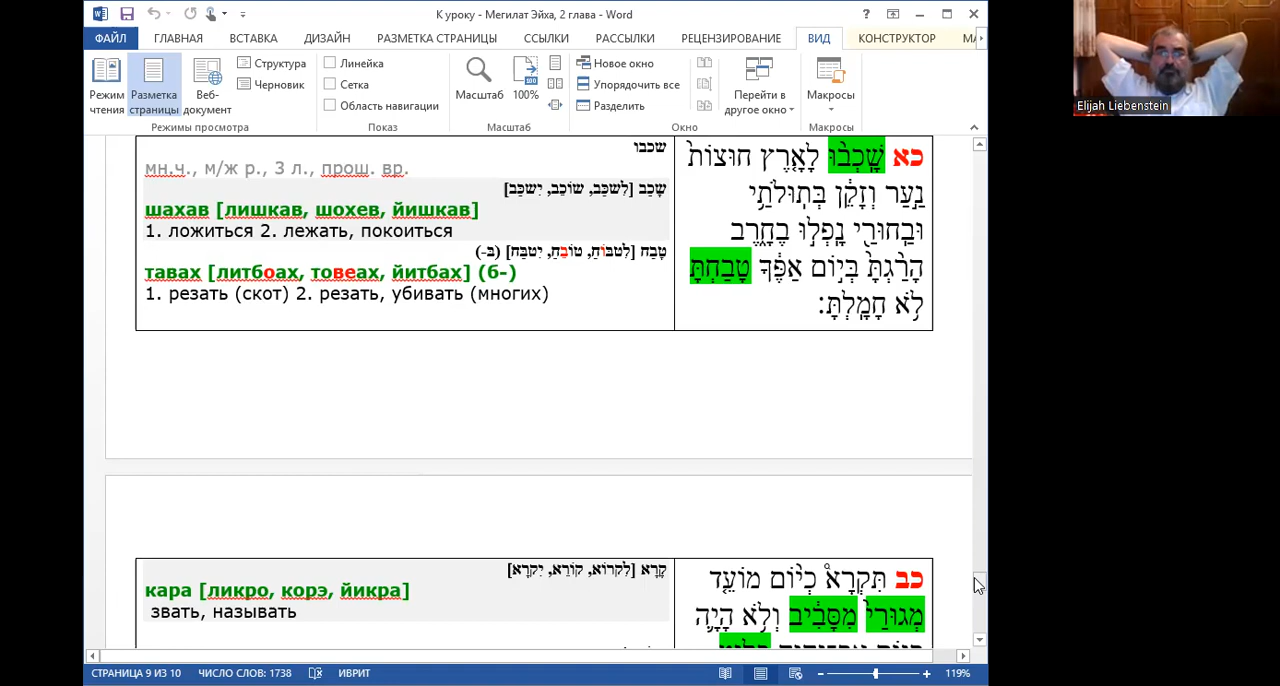 К уроку - Мегилат Эйха, 2 глава - Word
ФАЙЛ ГЛАВНАЯ ВСТАВКА ДИЗАЙН РАЗМЕТКА СТРАНИЦЫ ССЫЛКИ РАССЫЛКИ РЕЦЕНЗИРОВАНИЕ ВИД КОНСТРУКТОР МА
Режим чтения
Разметка страницы
Веб-документ
Структура
Черновик
Режимы просмотра
Линейка
Сетка
Область навигации
Показ
Масштаб
100%
Масштаб
Новое окно
Упорядочить все
Разделить
Перейти в другое окно
Окно
Макросы
Макросы
Elijah Liebenstein
כא שָׁכְב֨וּ לָאָ֤רֶץ חוּצוֹת֙
נַ֣עַר וְזָקֵ֔ן בְּתוּלֹתַ֥י
וּבַחוּרַ֖י נָפְל֣וּ בֶחָ֑רֶב
הָרַ֙גְתָּ֙ בְּי֣וֹם אַפֶּ֔ךָ טָבַ֖חְתָּ
לֹ֥א חָמָֽלְתָּ׃
שכבו
мн.ч., м/ж р., 3 л., прош. вр.
שָׁכַב [לִשׁכַּב, שׁוֹכֵב, יִשׁכַּב]
шахав [лишкав, шохев, йишкав]
1. ложиться 2. лежать, покоиться
טָבַח [לִטבּוֹחַ, טוֹבֵחַ, יִטבַּח] (בּ-)
тавах [литбоах, товеах, йитбах] (б-)
1. резать (скот) 2. резать, убивать (многих)
כב תִּקְרָא֩ כְי֨וֹם מוֹעֵ֤ד
מְגוּרַי֙ מִסָּבִ֔יב וְלֹ֥א הָיָ֛ה
קָרָא [לִקרוֹא, קוֹרֵא, יִקרָא]
кара [ликро, корэ, йикра]
звать, называть
СТРАНИЦА 9 ИЗ 10 ЧИСЛО СЛОВ: 1738 ИВРИТ 119%